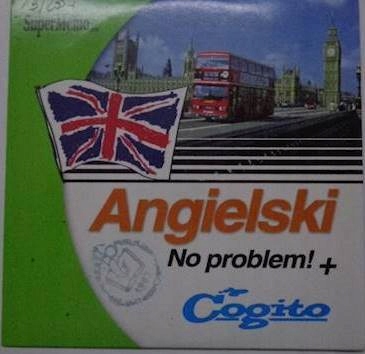 SuperMemo
Angielski
No problem!+
Cogito